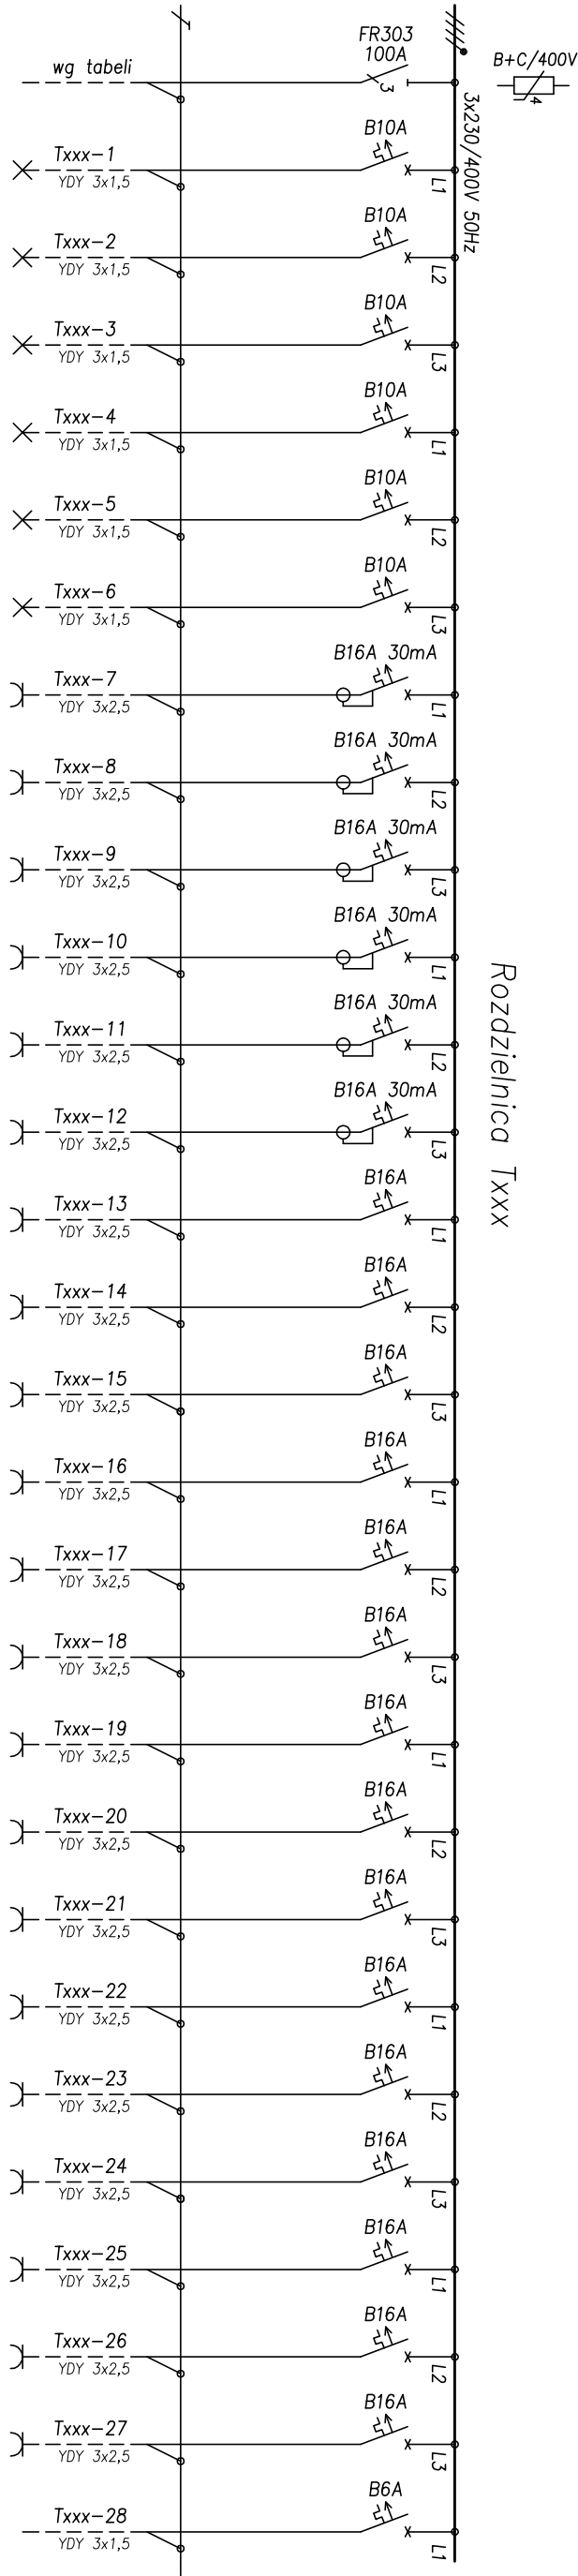 FR303
100A
B+C/400V
4
wg tabeli
3
3x230/400V 50Hz
B10A
Txxx-1
YDY 3x1,5
L1
B10A
Txxx-2
YDY 3x1,5
L2
B10A
Txxx-3
YDY 3x1,5
L3
B10A
Txxx-4
YDY 3x1,5
L1
B10A
Txxx-5
YDY 3x1,5
L2
B10A
Txxx-6
YDY 3x1,5
L3
B16A 30mA
Txxx-7
YDY 3x2,5
L1
B16A 30mA
Txxx-8
YDY 3x2,5
L2
B16A 30mA
Txxx-9
YDY 3x2,5
L3
B16A 30mA
Txxx-10
YDY 3x2,5
L1
Rozdzielnica Txxx
B16A 30mA
Txxx-11
YDY 3x2,5
L2
B16A 30mA
Txxx-12
YDY 3x2,5
L3
B16A
Txxx-13
YDY 3x2,5
L1
B16A
Txxx-14
YDY 3x2,5
L2
B16A
Txxx-15
YDY 3x2,5
L3
B16A
Txxx-16
YDY 3x2,5
L1
B16A
Txxx-17
YDY 3x2,5
L2
B16A
Txxx-18
YDY 3x2,5
L3
B16A
Txxx-19
YDY 3x2,5
L1
B16A
Txxx-20
YDY 3x2,5
L2
B16A
Txxx-21
YDY 3x2,5
L3
B16A
Txxx-22
YDY 3x2,5
L1
B16A
Txxx-23
YDY 3x2,5
L2
B16A
Txxx-24
YDY 3x2,5
L3
B16A
Txxx-25
YDY 3x2,5
L1
B16A
Txxx-26
YDY 3x2,5
L2
B16A
Txxx-27
YDY 3x2,5
L3
B6A
Txxx-28
YDY 3x1,5
L1